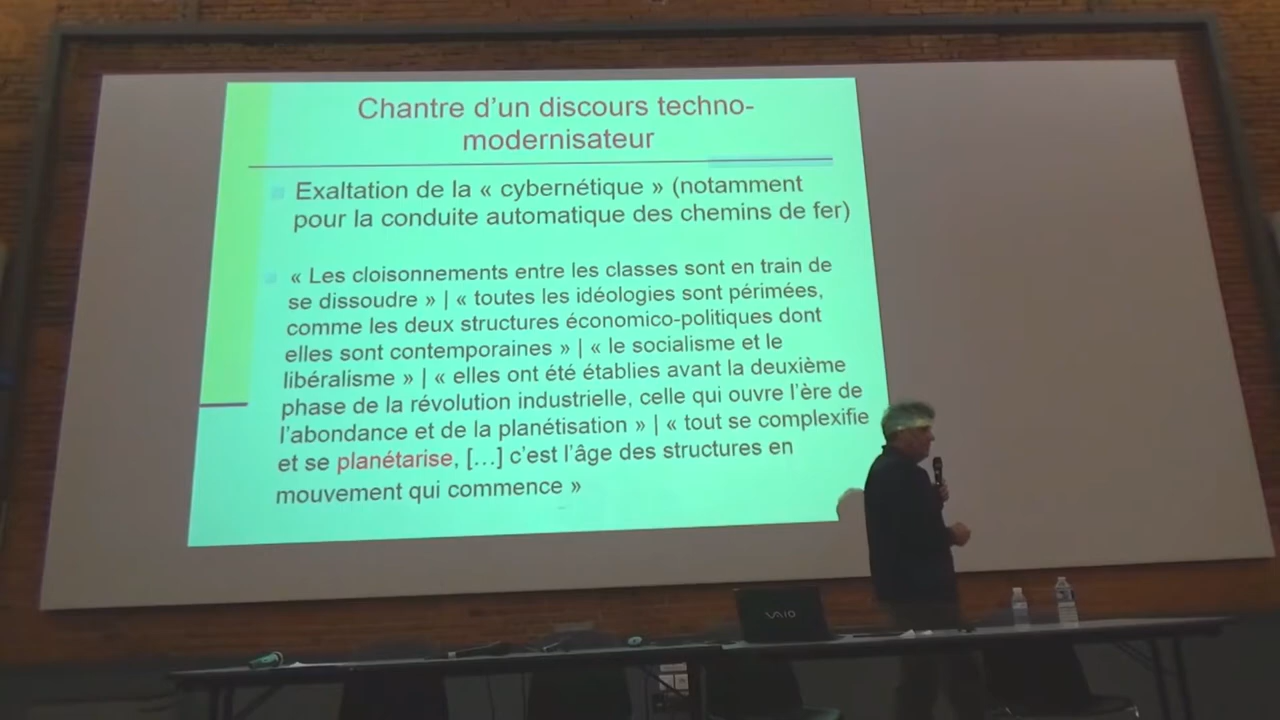 Chantre d’un discours techno-
modernisateur
Exaltation de la « cybernétique » (notamment
pour la conduite automatique des chemins de fer)
« Les cloisonnements entre les classes sont en train de
se dissoudre » | « toutes les idéologies sont périmées,
comme les deux structures économico-politiques dont
elles sont contemporaines » | « le socialisme et le
libéralisme » | « elles ont été établies avant la deuxième
phase de la révolution industrielle, celle qui ouvre l’ère de
l’abondance et de la planétisation » | « tout se complexifie
et se planétarise, […] c’est l’âge des structures en
mouvement qui commence »
VAIO